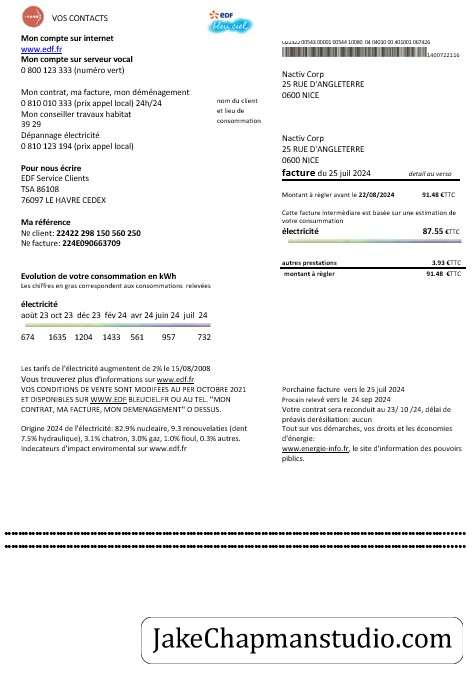 VOS CONTACTS
edf
bleu ciel
Mon compte sur internet
www.edf.fr
Mon compte sur serveur vocal
0 800 123 333 (numéro vert)
Mon contrat, ma facture, mon déménagement
0 810 010 333 (prix appel local) 24h/24
Mon conseiller travaux habitat
39 29
Dépannage électricité
0 810 123 194 (prix appel local)
nom du client
et lieu de
consommation
Pour nous écrire
EDF Service Clients
TSA 86108
76097 LE HAVRE CEDEX
Ma référence
Ne client: 22422 298 150 560 250
Ne facture: 224E090663709
Evolution de votre consommation en kWh
Les chiffres en gras correspondent aux consommations relevées
électricité
août 23 oct 23 déc 23 fév 24 avr 24 juin 24 juil 24
674 1635 1204 1433 561 957 732
Les tarifs de l'électricité augmentent de 2% le 15/08/2008
Vous trouverez plus d'informations sur www.edf.fr
VOS CONDITIONS DE VENTE SONT MODIFEES AU PER OCTOBRE 2021
ET DISPONIBLES SUR WWW.EDF BLEUCIEL.FR OU AU TEL. "MON
CONTRAT, MA FACTURE, MON DEMENAGEMENT" O DESSUS.
Origine 2024 de l'électricité: 82.9% nucleaire, 9.3 renouvelaties (dent
7.5% hydraulique), 3.1% chatron, 3.0% gaz, 1.0% fioul, 0.3% autres.
Indecateurs d'impact enviromental sur www.edf.fr
1400722116
Nactiv Corp
25 RUE D'ANGLETERRE
0600 NICE
Nactiv Corp
25 RUE D'ANGLETERRE
0600 NICE
facture du 25 juil 2024 detail au verso
Montant à régler avant le 22/08/2024 91.48 €TTC
Catte facture Intermèdiaire est basée sur une estimation de
votre consummation
électricité 87.55 €TTC
autres prestations 3.93 €TTC
montant à régler 91.48 €TTC
Porchaine facture vers le 25 juil 2024
Procain relevé vers le 24 sep 2024
Votre contrat sera reconduit au 23/ 10 /24, délai de
préavis derésiliation: aucun
Tout sur vos démarches, vos droits et les économies
d'énergie:
www.energie-info.fr, le site d'information des pouvoirs
piblics.
JakeChapmanstudio.com